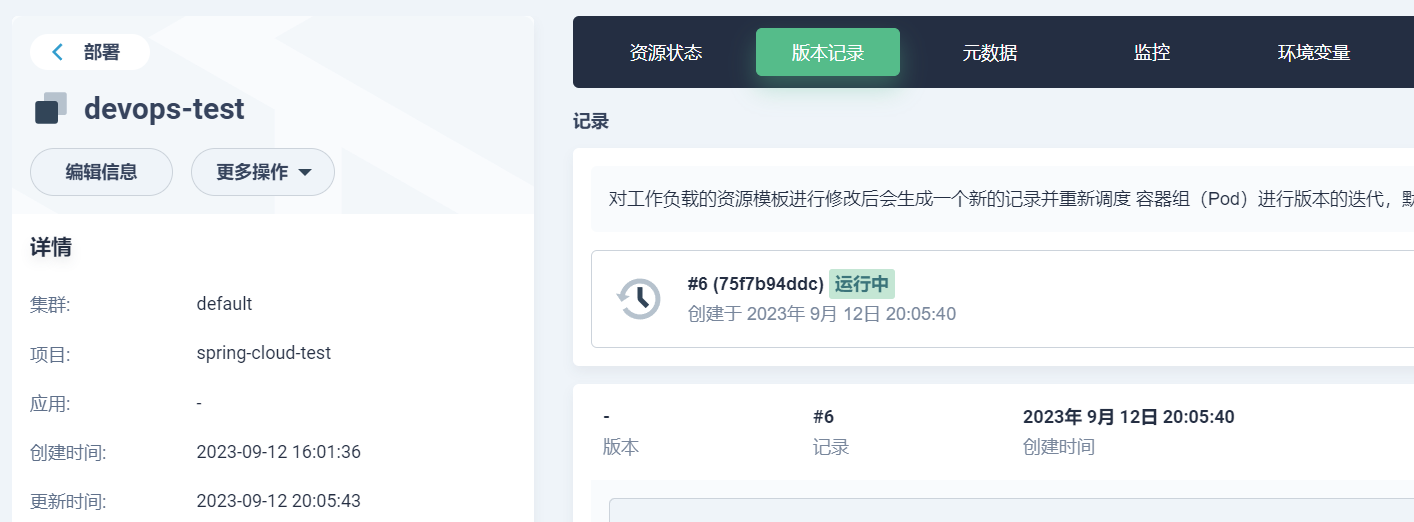 部署
devops-test
编辑信息 更多操作
详情
集群: default
项目: spring-cloud-test
应用: -
创建时间: 2023-09-12 16:01:36
更新时间: 2023-09-12 20:05:43
资源状态 版本记录 元数据 监控 环境变量
记录
对工作负载的资源模板进行修改后会生成一个新的记录并重新调度 容器组（Pod）进行版本的迭代，
#6 (75f7b94ddc) 运行中
创建于 2023年 9月 12日 20:05:40
- #6 2023年 9月 12日 20:05:40
版本 记录 创建时间